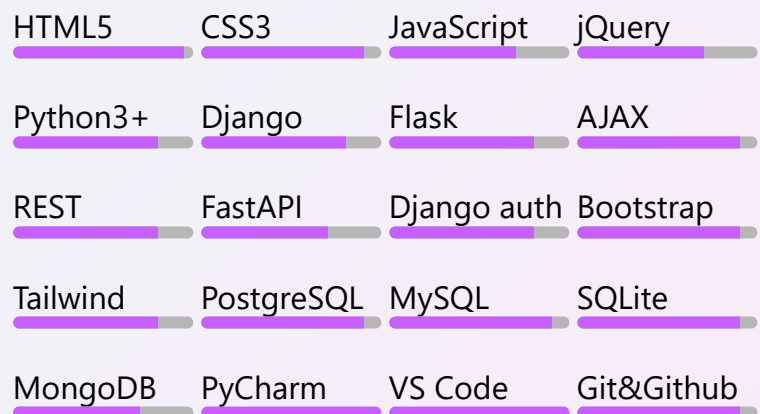 HTML5 CSS3 JavaScript jQuery
Python3+ Django Flask AJAX
REST FastAPI Django auth Bootstrap
Tailwind PostgreSQL MySQL SQLite
MongoDB PyCharm VS Code Git&Github